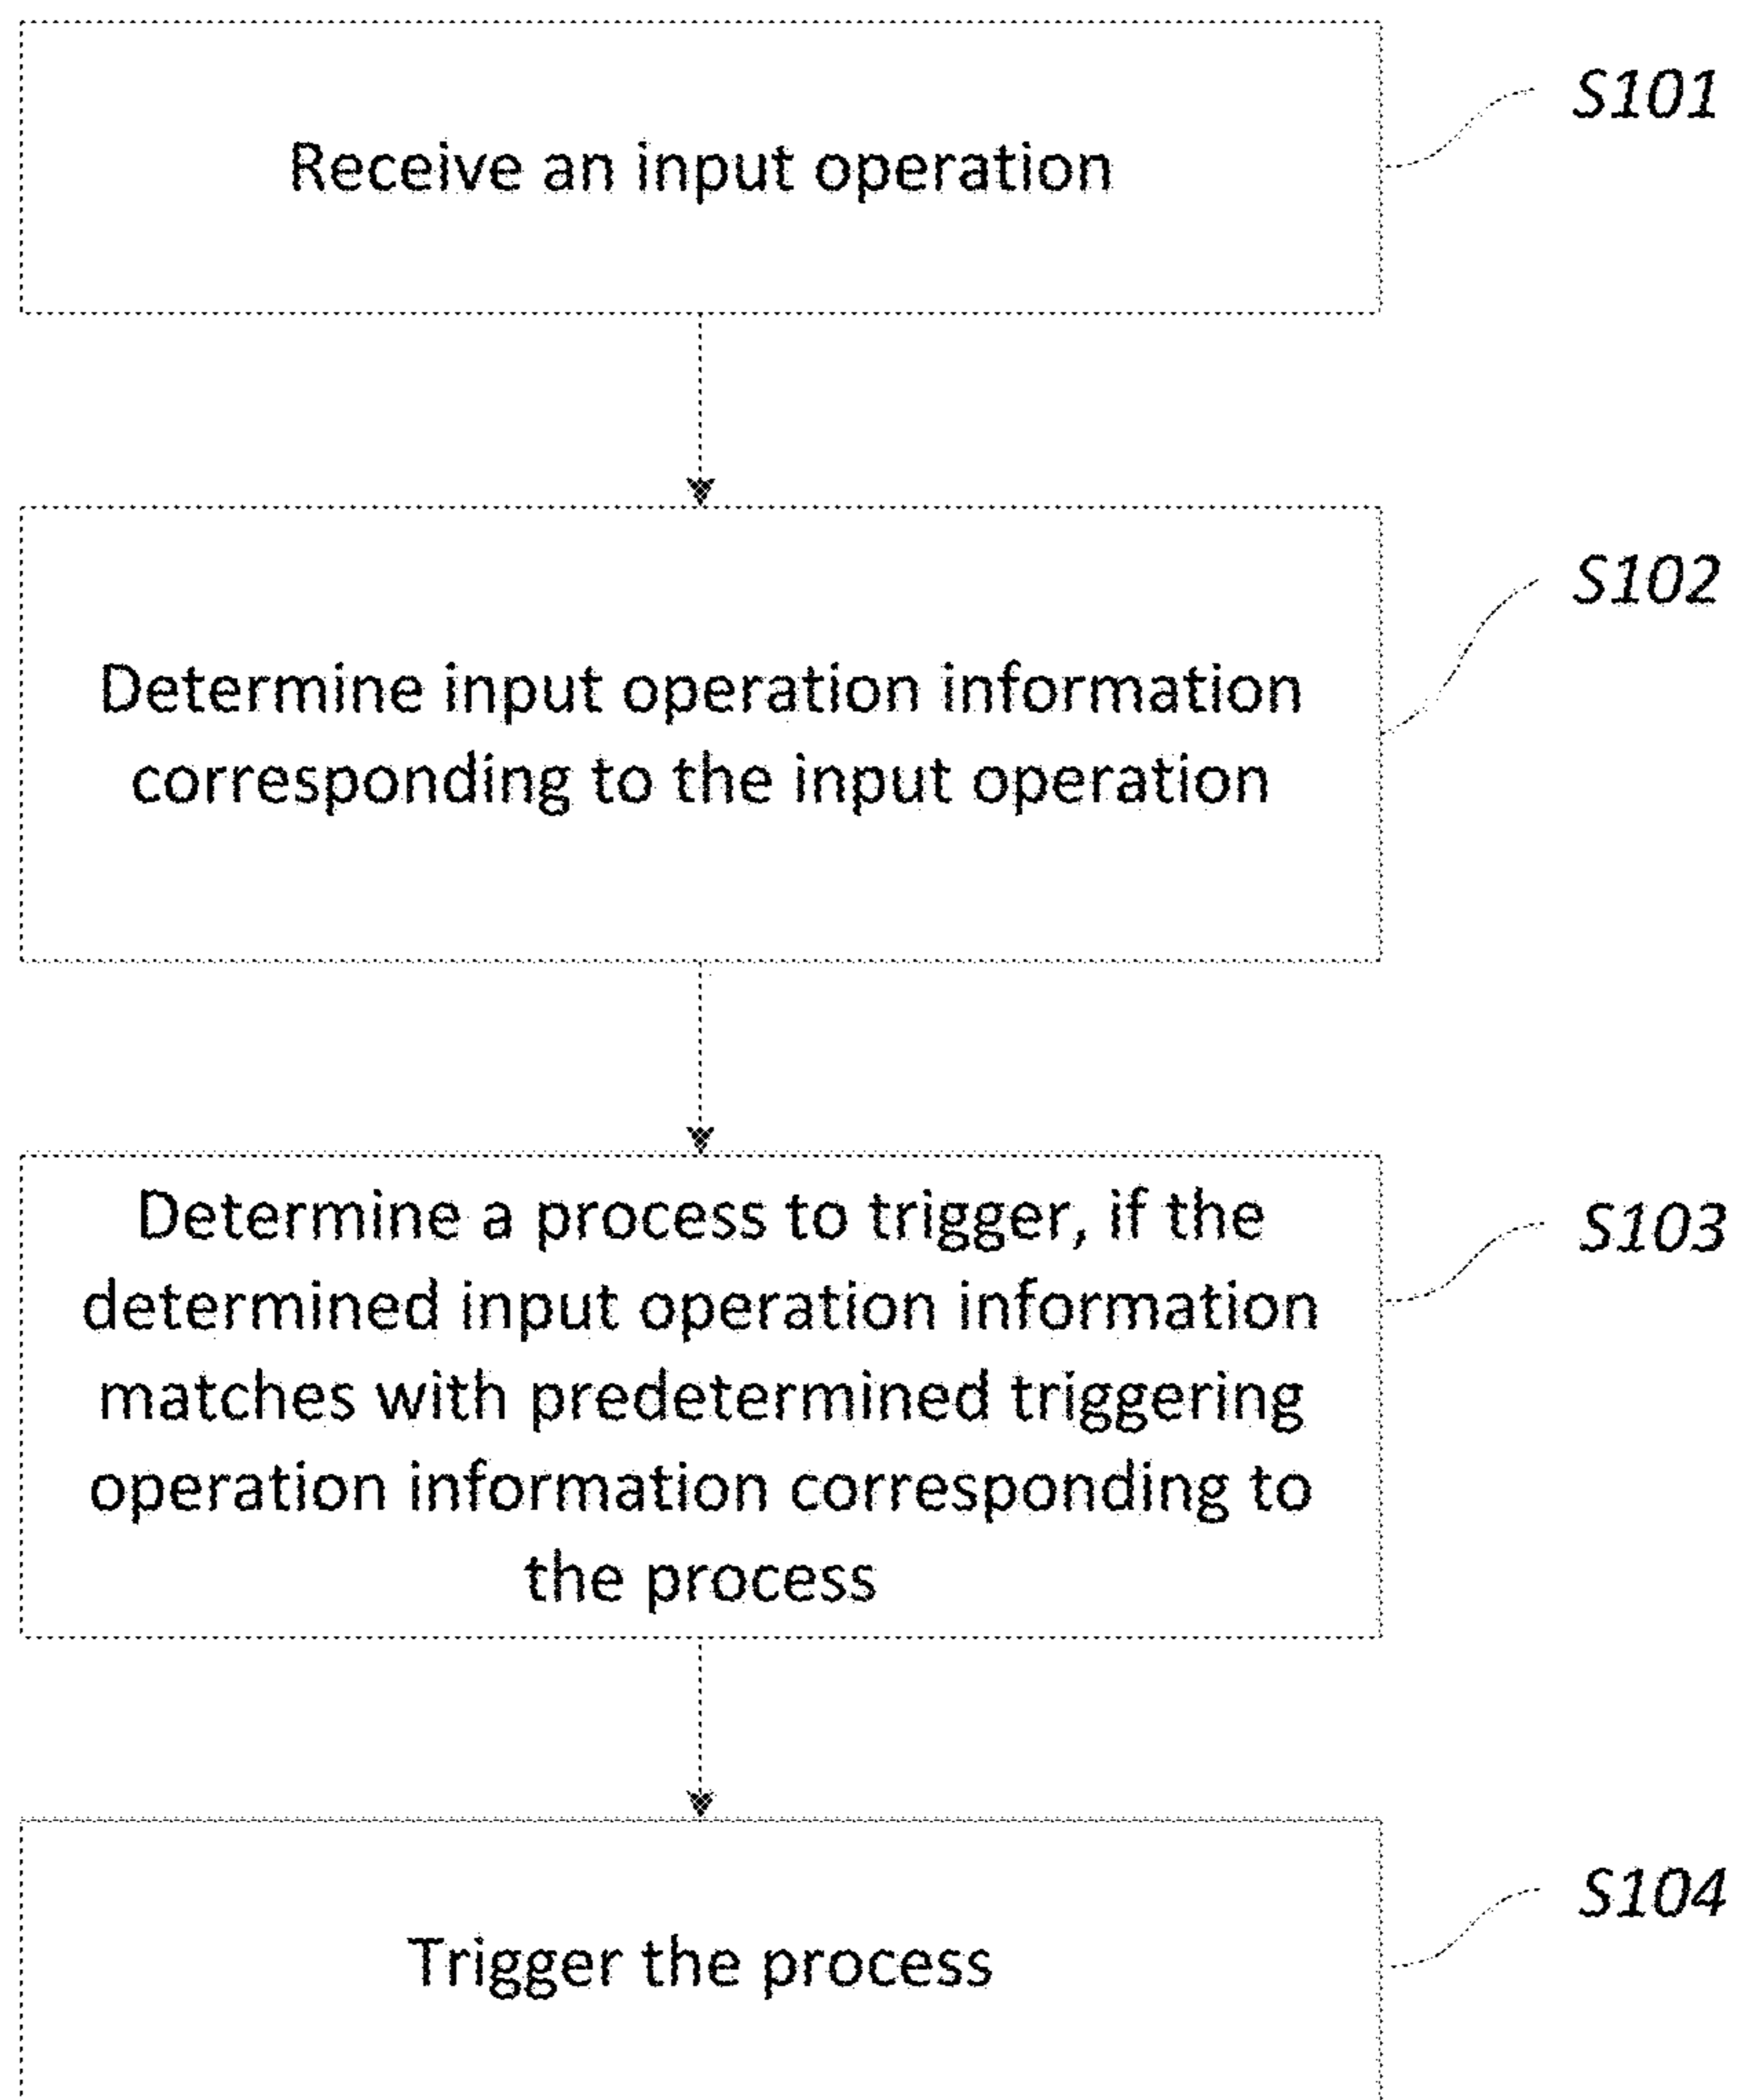 Receive an input operation
S101
Determine input operation information
corresponding to the input operation
S102
Determine a process to trigger, if the
determined input operation information
matches with predetermined triggering
operation information corresponding to
the process
S103
Trigger the process
S104